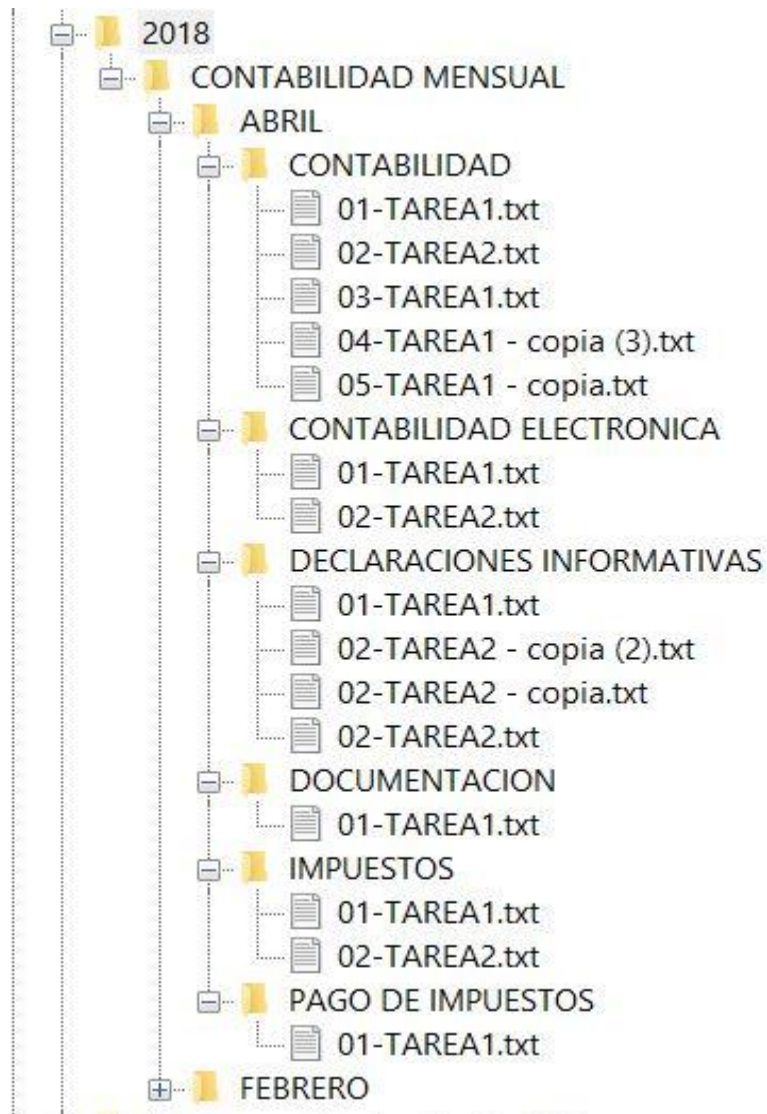 2018
CONTABILIDAD MENSUAL
ABRIL
CONTABILIDAD
01-TAREA1.txt
02-TAREA2.txt
03-TAREA1.txt
04-TAREA1 - copia (3).txt
05-TAREA1 - copia.txt
CONTABILIDAD ELECTRONICA
01-TAREA1.txt
02-TAREA2.txt
DECLARACIONES INFORMATIVAS
01-TAREA1.txt
02-TAREA2 - copia (2).txt
02-TAREA2 - copia.txt
02-TAREA2.txt
DOCUMENTACION
01-TAREA1.txt
IMPUESTOS
01-TAREA1.txt
02-TAREA2.txt
PAGO DE IMPUESTOS
01-TAREA1.txt
FEBRERO